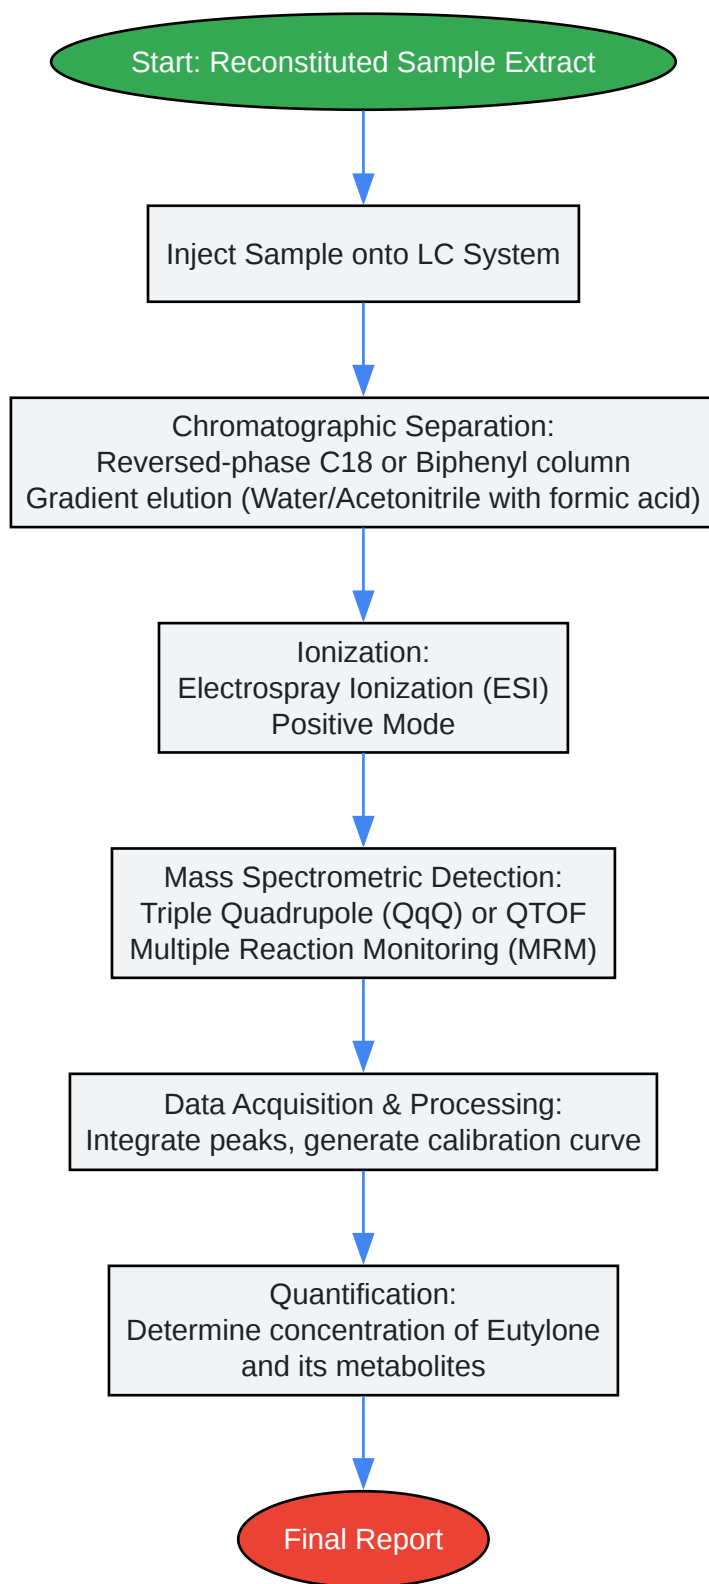 Start: Reconstituted Sample Extract
Inject Sample onto LC System
Chromatographic Separation:
Reversed-phase C18 or Biphenyl column
Gradient elution (Water/Acetonitrile with formic acid)
Ionization:
Electrospray Ionization (ESI)
Positive Mode
Mass Spectrometric Detection:
Triple Quadrupole (QqQ) or QTOF
Multiple Reaction Monitoring (MRM)
Data Acquisition & Processing:
Integrate peaks, generate calibration curve
Quantification:
Determine concentration of Eutylone
and its metabolites
Final Report